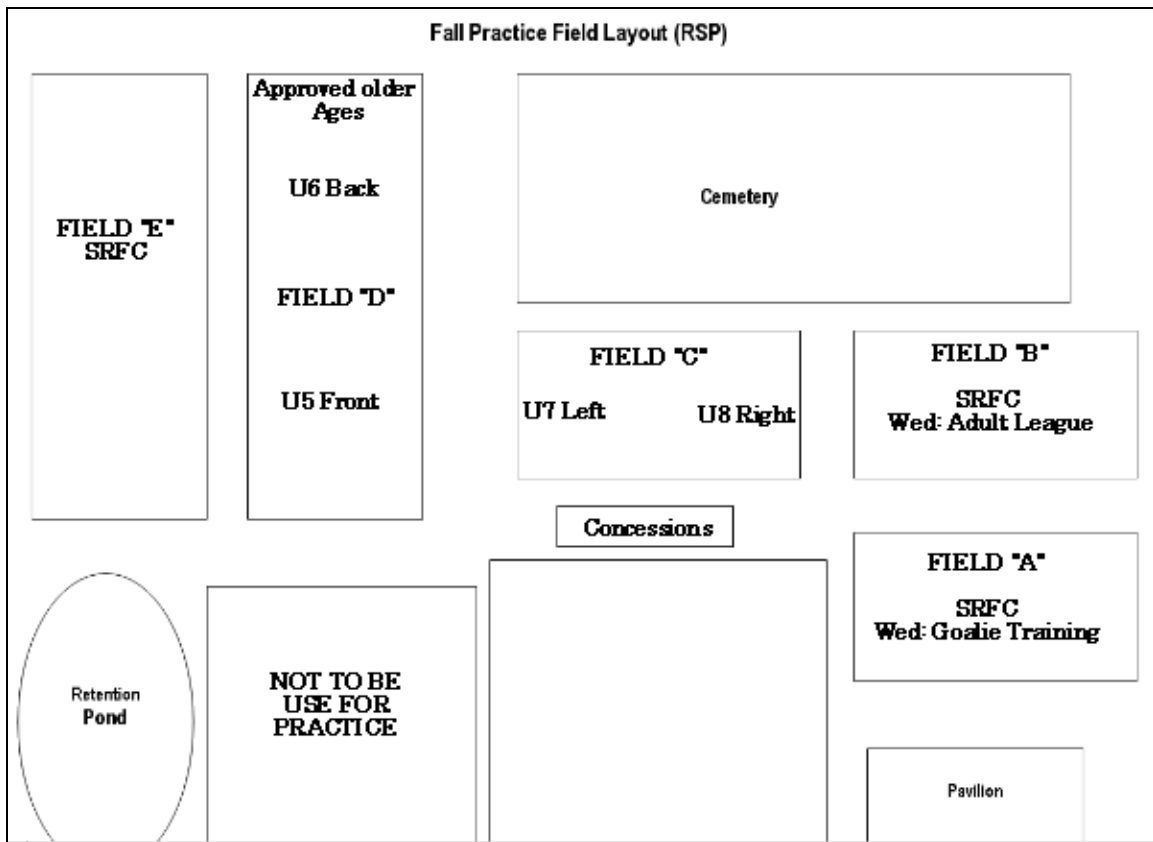 Fall Practice Field Layout (RSP)
FIELD "E"
SRFC
Approved older
Ages
U6 Back
FIELD "D"
U5 Front
Cemetery
FIELD "C"
U7 Left
U8 Right
FIELD "B"
SRFC
Wed: Adult League
Concessions
FIELD "A"
SRFC
Wed: Goalie Training
Retention
Pond
NOT TO BE
USE FOR
PRACTICE
Pavilion